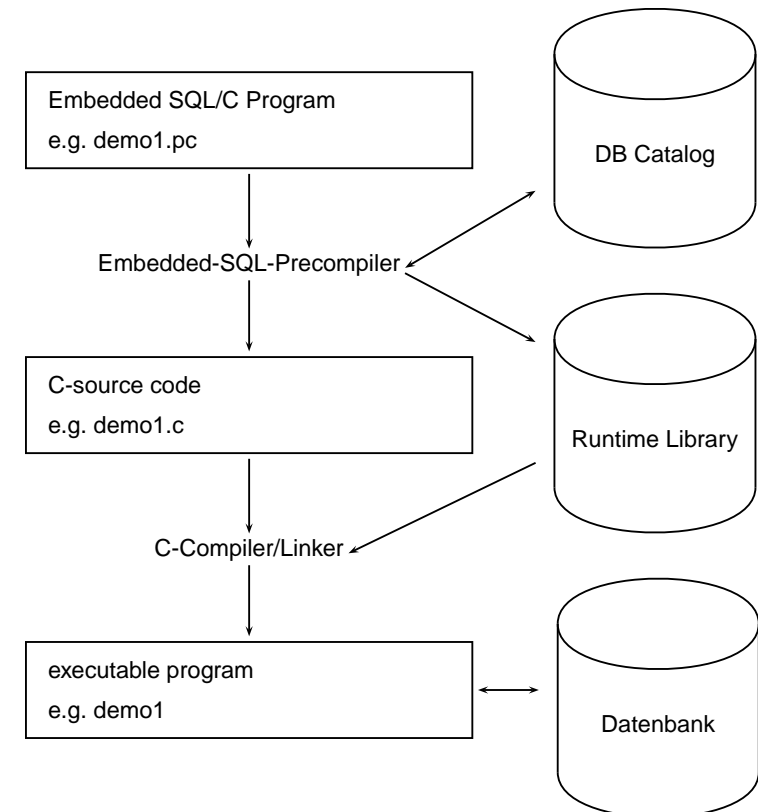 Embedded SQL/C Program
e.g. demo1.pc
DB Catalog
Embedded-SQL-Precompiler
C-source code
e.g. demo1.c
Runtime Library
C-Compiler/Linker
executable program
e.g. demo1
Datenbank